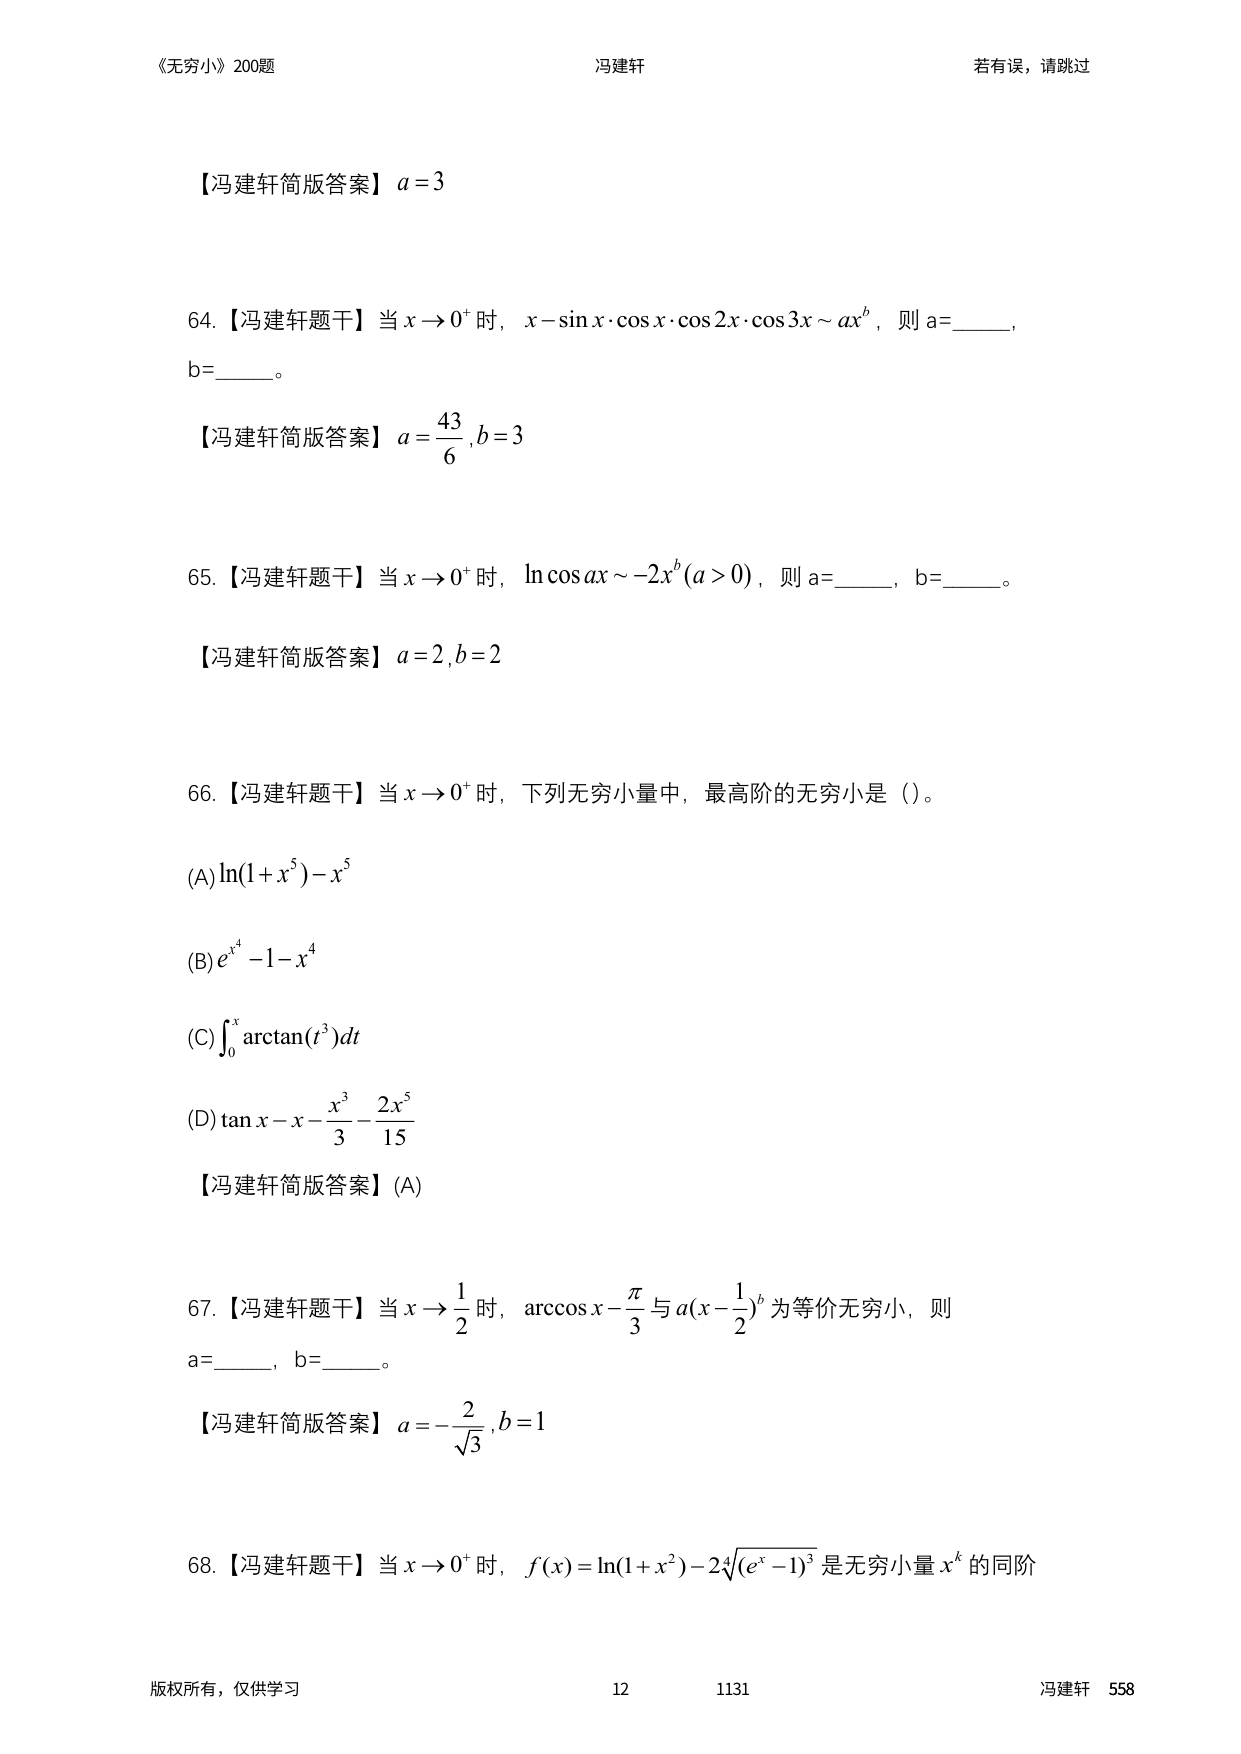 《无穷小》200题 冯建轩 若有误，请跳过
【冯建轩简版答案】 a = 3
64.【冯建轩题干】当 x → 0⁺ 时， x − sin x · cos x · cos 2x · cos 3x ~ axᵇ ，则 a=_____，
b=_____。
【冯建轩简版答案】 a = 43/6 , b = 3
65.【冯建轩题干】当 x → 0⁺ 时， ln cos ax ~ −2xᵇ (a > 0) ，则 a=_____，b=_____。
【冯建轩简版答案】 a = 2 , b = 2
66.【冯建轩题干】当 x → 0⁺ 时，下列无穷小量中，最高阶的无穷小是（）。
(A) ln(1 + x⁵) − x⁵
(B) e^{x⁴} − 1 − x⁴
(C) ∫₀ˣ arctan(t³)dt
(D) tan x − x − x³/3 − 2x⁵/15
【冯建轩简版答案】(A)
67.【冯建轩题干】当 x → 1/2 时， arccos x − π/3 与 a(x − 1/2)ᵇ 为等价无穷小，则
a=_____，b=_____。
【冯建轩简版答案】 a = −2/√3 , b = 1
68.【冯建轩题干】当 x → 0⁺ 时， f(x) = ln(1 + x²) − 2∜((eˣ − 1)³) 是无穷小量 xᵏ 的同阶
版权所有，仅供学习 12 1131 冯建轩 558